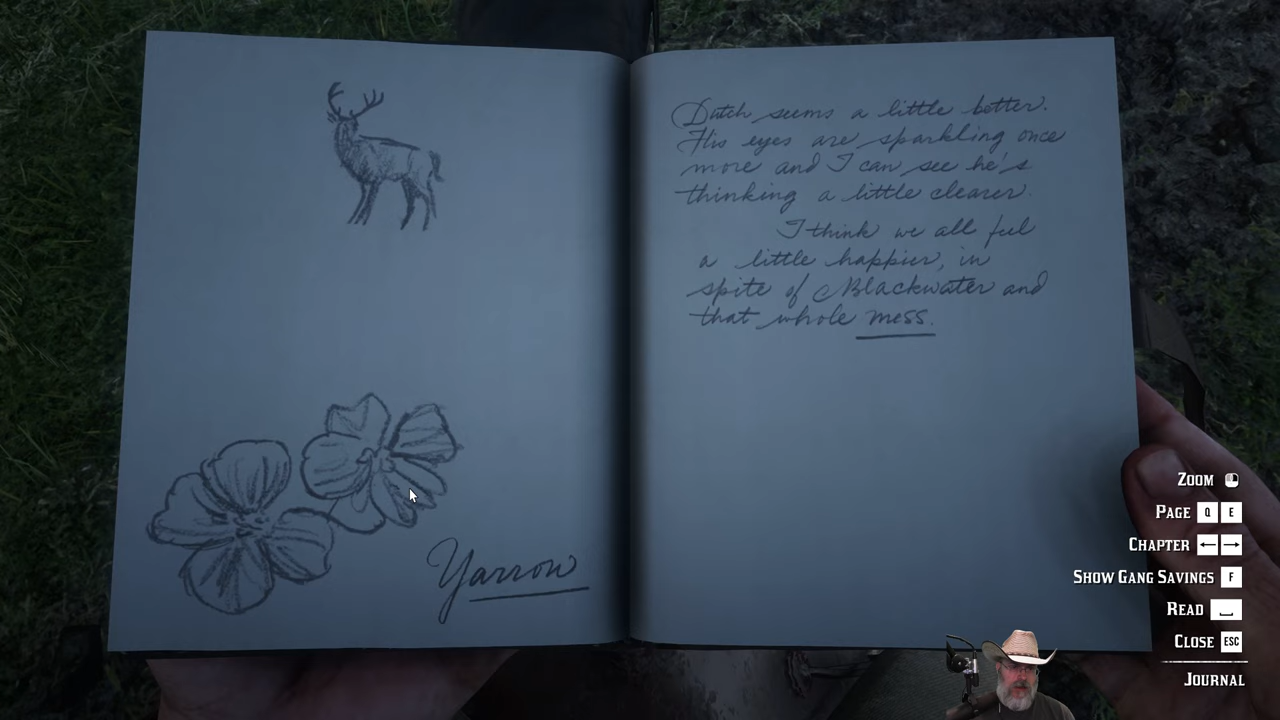 Yarrow
Dutch seems a little better.
His eyes are sparkling once
more and I can see he's
thinking a little clearer.
I think we all feel
a little happier, in
spite of Blackwater and
that whole mess.
ZOOM
PAGE Q E
CHAPTER ← →
SHOW GANG SAVINGS F
READ
CLOSE ESC
JOURNAL